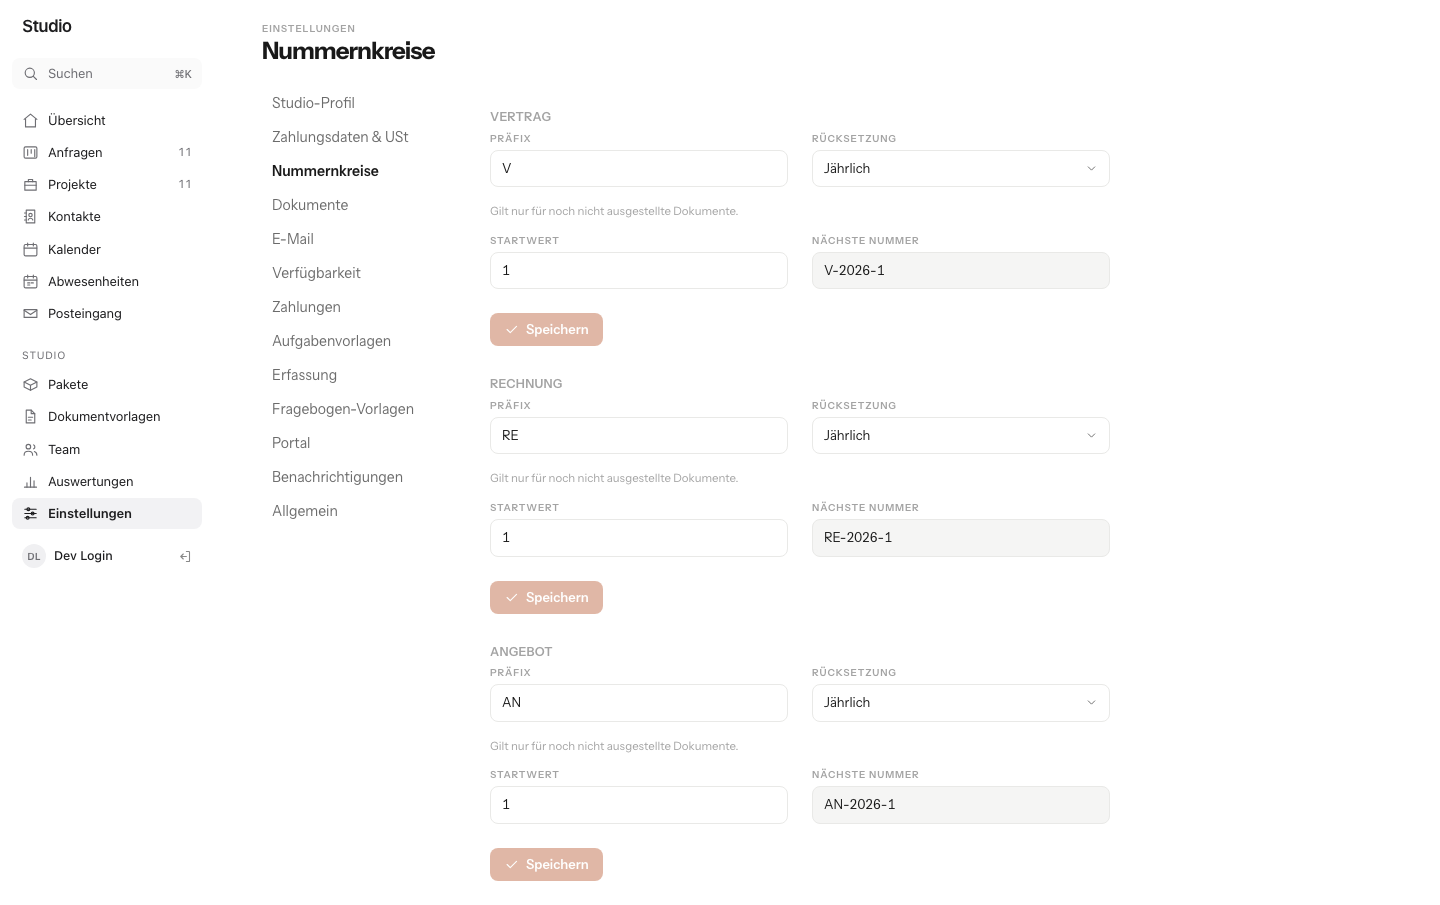 Studio
Suchen ⌘K
Übersicht
Anfragen 11
Projekte 11
Kontakte
Kalender
Abwesenheiten
Posteingang
STUDIO
Pakete
Dokumentvorlagen
Team
Auswertungen
Einstellungen
DL Dev Login
EINSTELLUNGEN
Nummernkreise
Studio-Profil
Zahlungsdaten & USt
Nummernkreise
Dokumente
E-Mail
Verfügbarkeit
Zahlungen
Aufgabenvorlagen
Erfassung
Fragebogen-Vorlagen
Portal
Benachrichtigungen
Allgemein
VERTRAG
PRÄFIX RÜCKSETZUNG
V Jährlich
Gilt nur für noch nicht ausgestellte Dokumente.
STARTWERT NÄCHSTE NUMMER
1 V-2026-1
Speichern
RECHNUNG
PRÄFIX RÜCKSETZUNG
RE Jährlich
Gilt nur für noch nicht ausgestellte Dokumente.
STARTWERT NÄCHSTE NUMMER
1 RE-2026-1
Speichern
ANGEBOT
PRÄFIX RÜCKSETZUNG
AN Jährlich
Gilt nur für noch nicht ausgestellte Dokumente.
STARTWERT NÄCHSTE NUMMER
1 AN-2026-1
Speichern